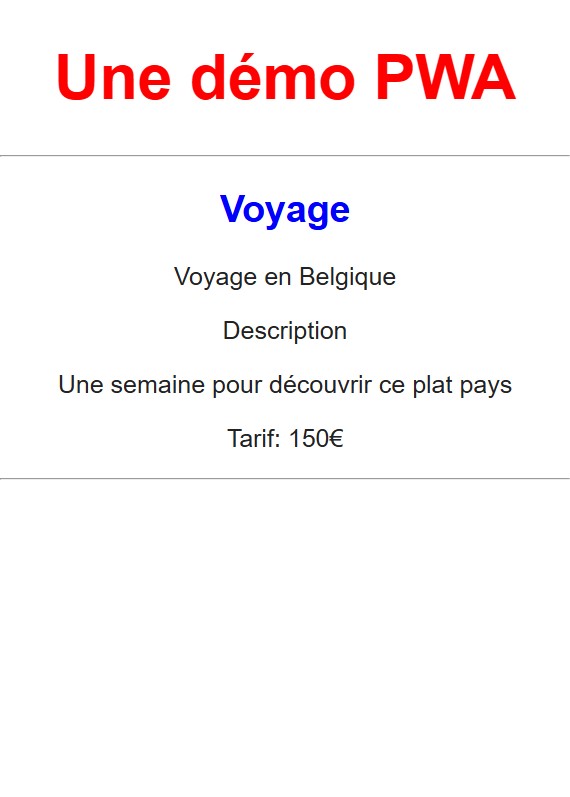 Une démo PWA
Voyage
Voyage en Belgique
Description
Une semaine pour découvrir ce plat pays
Tarif: 150€